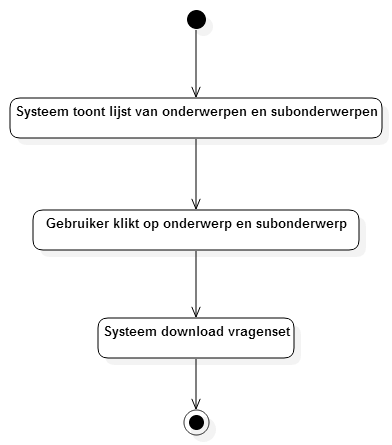 Systeem toont lijst van onderwerpen en subonderwerpen
Gebruiker klikt op onderwerp en subonderwerp
Systeem download vragenset